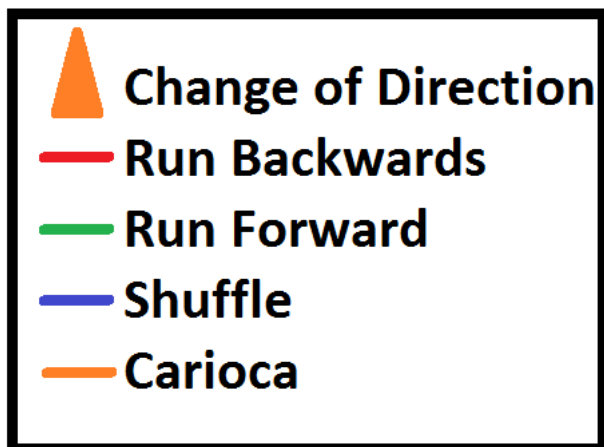 Change of Direction
Run Backwards
Run Forward
Shuffle
Carioca